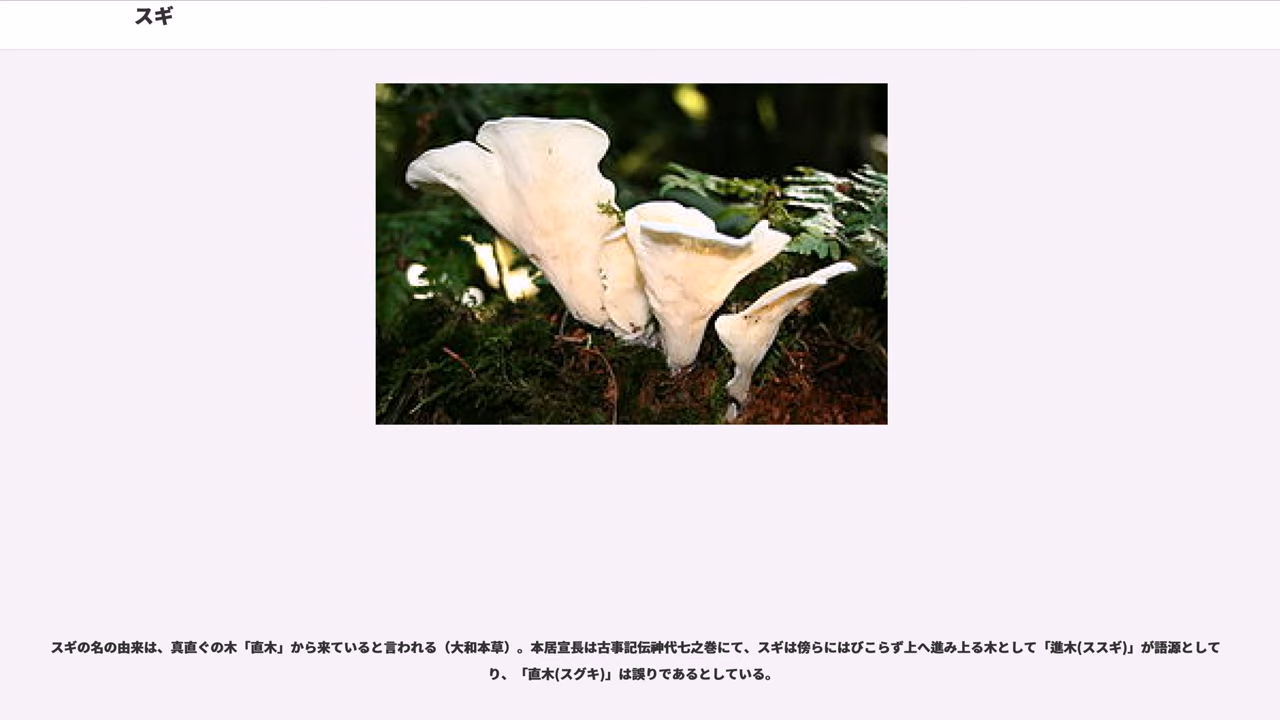 スギ
スギの名の由来は、真直ぐの木「直木」から来ていると言われる（大和本草）。本居宣長は古事記伝神代七之巻にて、スギは傍らにはびこらず上へ進み上る木として「進木(ススギ)」が語源として
り、「直木(スグキ)」は誤りであるとしている。